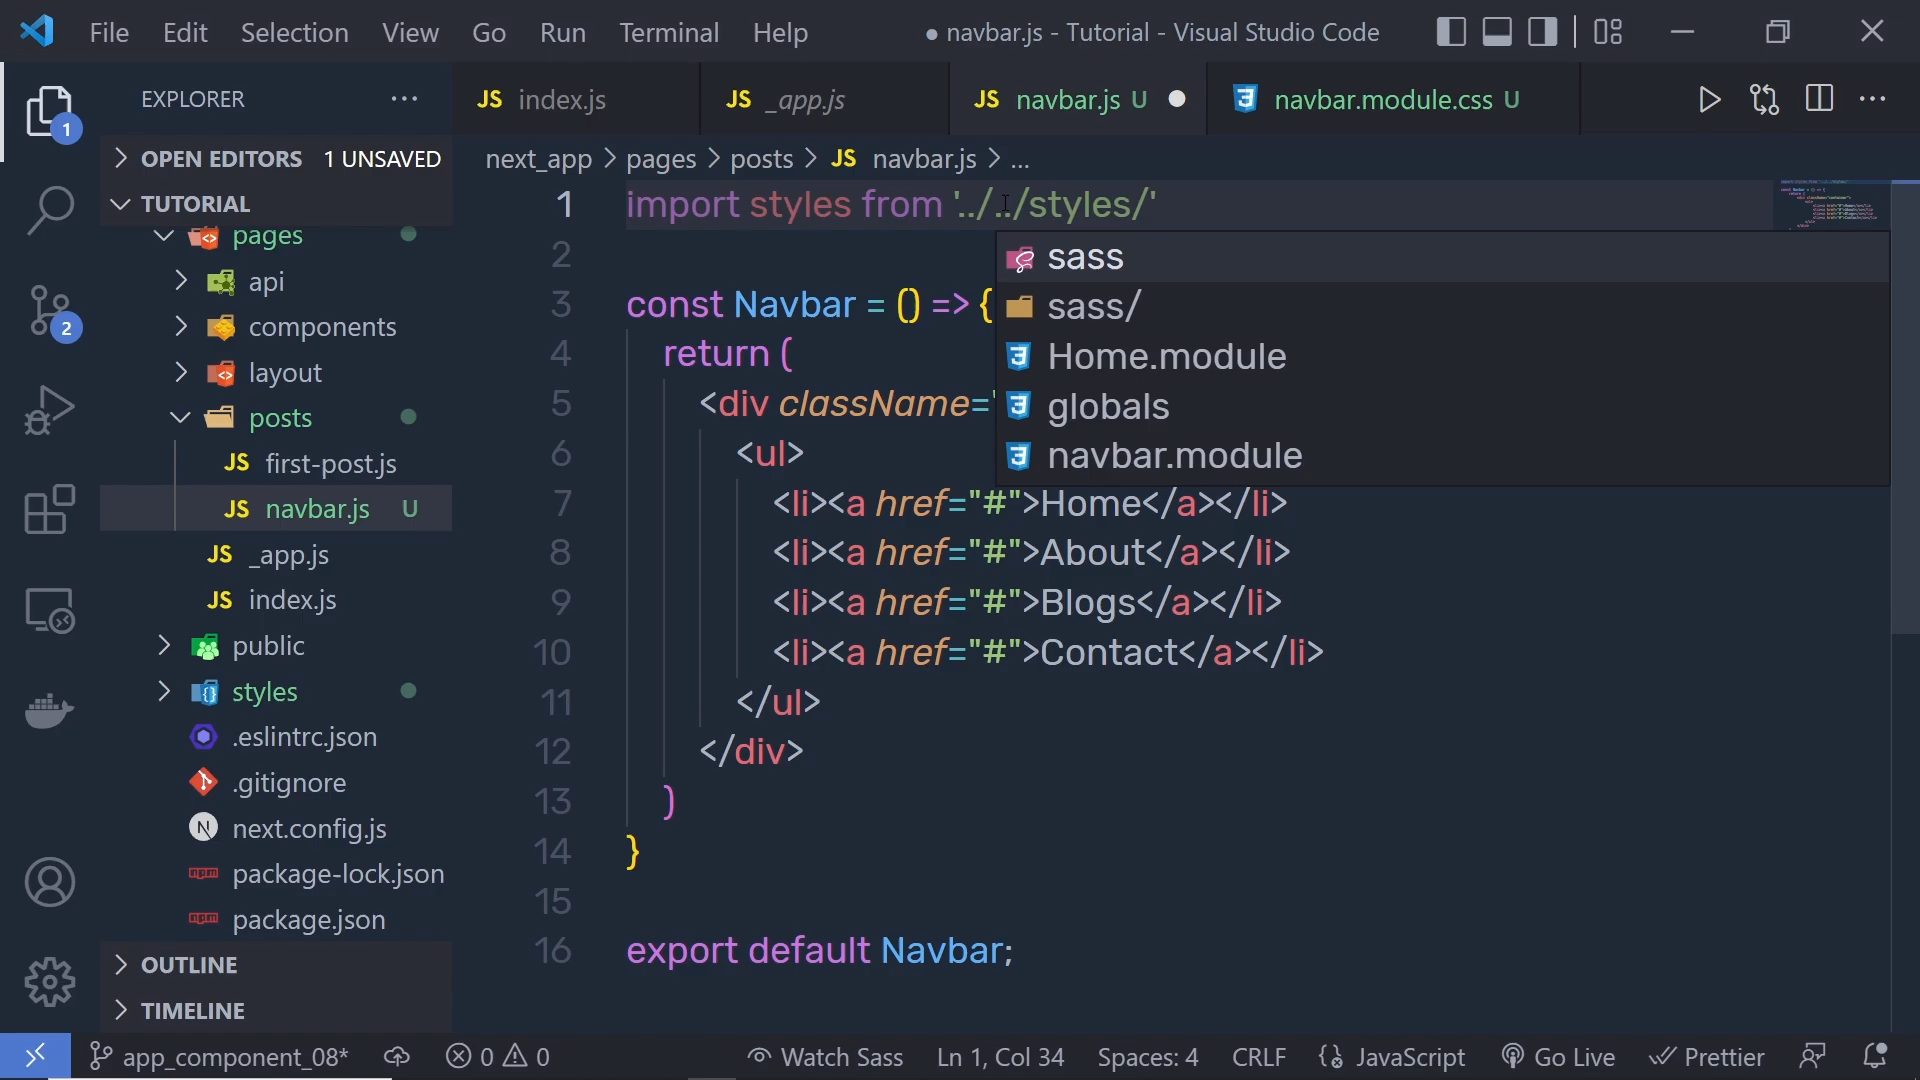 File Edit Selection View Go Run Terminal Help
● navbar.js - Tutorial - Visual Studio Code
EXPLORER
JS index.js
JS _app.js
JS navbar.js U
navbar.module.css U
1
OPEN EDITORS 1 UNSAVED
next_app > pages > posts > JS navbar.js > ...
TUTORIAL
pages
api
components
layout
posts
JS first-post.js
JS navbar.js U
JS _app.js
JS index.js
public
styles
.eslintrc.json
.gitignore
N next.config.js
package-lock.json
package.json
OUTLINE
TIMELINE
2
1 import styles from '../../styles/'
2
3 const Navbar = () => {
4 return (
5 <div className='
6 <ul>
7 <li><a href="#">Home</a></li>
8 <li><a href="#">About</a></li>
9 <li><a href="#">Blogs</a></li>
10 <li><a href="#">Contact</a></li>
11 </ul>
12 </div>
13 )
14 }
15
16 export default Navbar;
sass
sass/
Home.module
globals
navbar.module
app_component_08* 0 0 Watch Sass Ln 1, Col 34 Spaces: 4 CRLF JavaScript Go Live Prettier